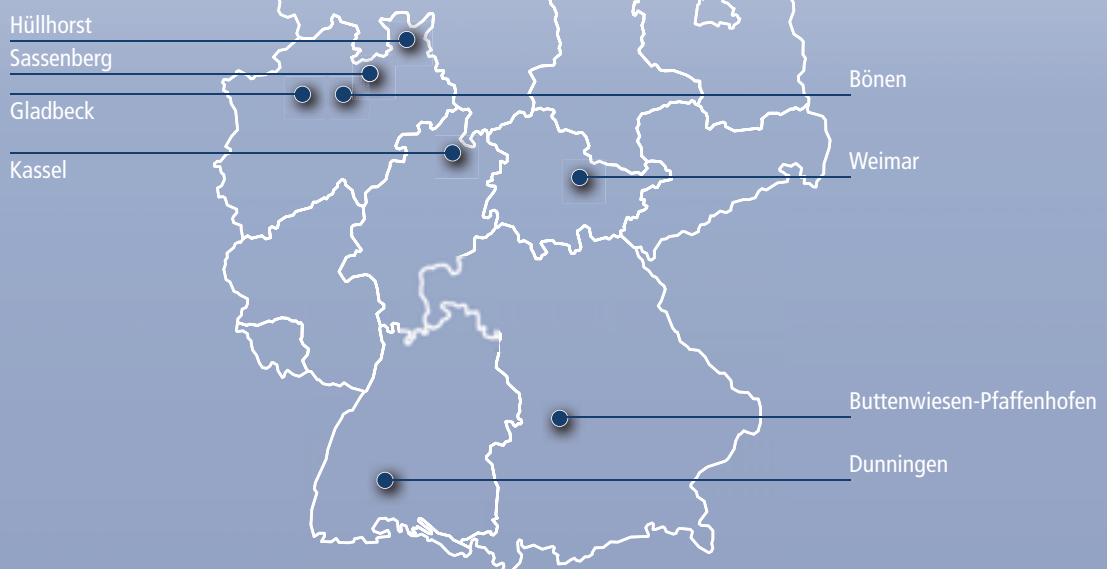 Hüllhorst
Sassenberg
Gladbeck
Kassel
Bönen
Weimar
Buttenwiesen-Pfaffenhofen
Dunningen